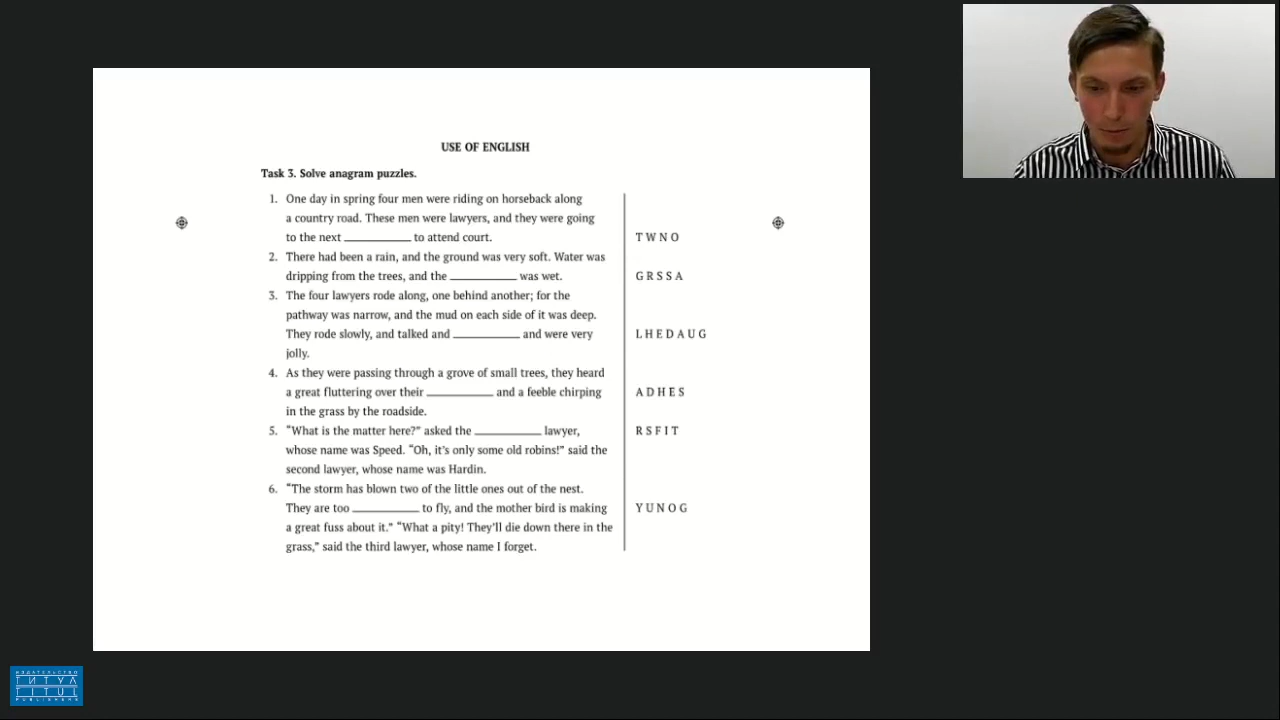 USE OF ENGLISH
Task 3. Solve anagram puzzles.
1. One day in spring four men were riding on horseback along
a country road. These men were lawyers, and they were going
to the next ____________ to attend court. T W N O
2. There had been a rain, and the ground was very soft. Water was
dripping from the trees, and the ____________ was wet. G R S S A
3. The four lawyers rode along, one behind another; for the
pathway was narrow, and the mud on each side of it was deep.
They rode slowly, and talked and ____________ and were very L H E D A U G
jolly.
4. As they were passing through a grove of small trees, they heard
a great fluttering over their ____________ and a feeble chirping A D H E S
in the grass by the roadside.
5. “What is the matter here?” asked the ____________ lawyer, R S F I T
whose name was Speed. “Oh, it’s only some old robins!” said the
second lawyer, whose name was Hardin.
6. “The storm has blown two of the little ones out of the nest.
They are too ____________ to fly, and the mother bird is making Y U N O G
a great fuss about it.” “What a pity! They’ll die down there in the
grass,” said the third lawyer, whose name I forget.
ИЗДАТЕЛЬСТВО
ТИТУЛ
TITUL
PUBLISHERS